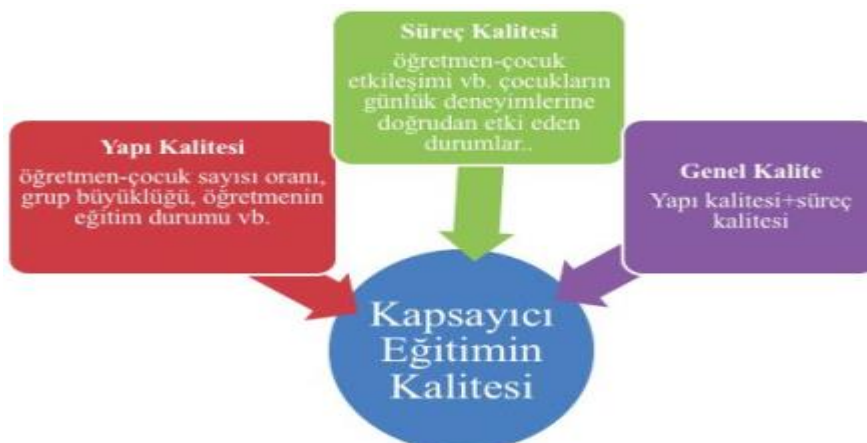 Süreç Kalitesi
öğretmen-çocuk
etkileşimi vb. çocukların
günlük deneyimlerine
doğrudan etki eden
durumlar..
Yapı Kalitesi
öğretmen-çocuk sayısı oranı,
grup büyüklüğü, öğretmenin
eğitim durumu vb.
Genel Kalite
Yapı kalitesi+süreç
kalitesi
Kapsayıcı
Eğitimin
Kalitesi